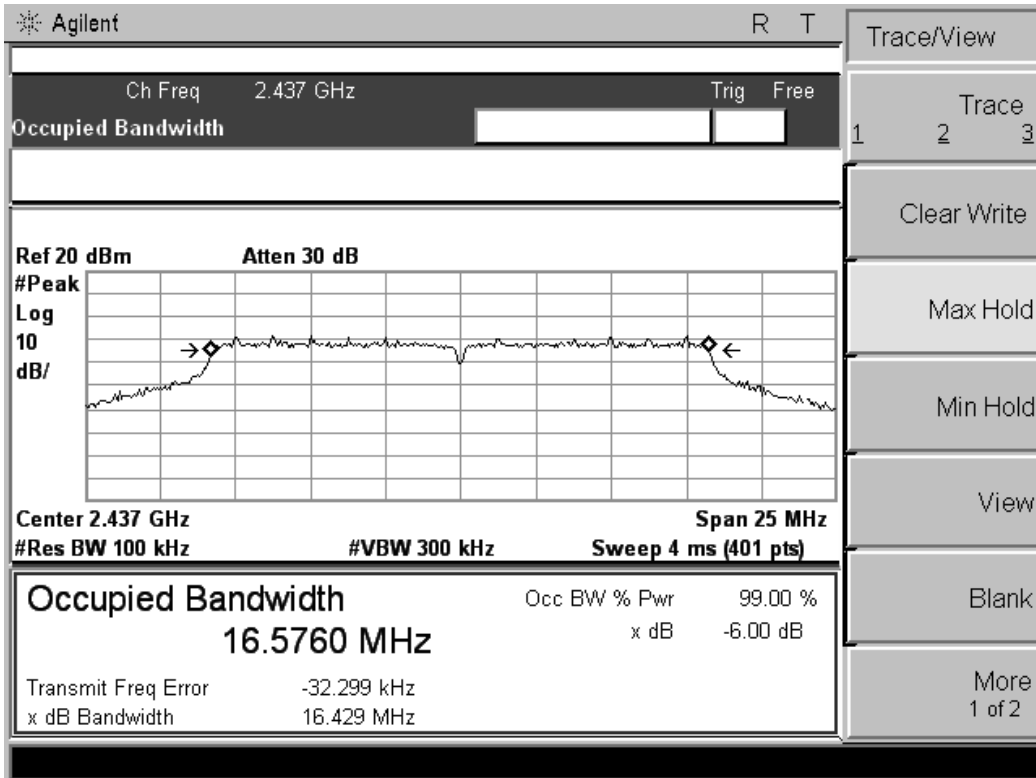 Agilent R T
Ch Freq 2.437 GHz Trig Free
Occupied Bandwidth
Ref 20 dBm Atten 30 dB
#Peak
Log
10
dB/
Center 2.437 GHz Span 25 MHz
#Res BW 100 kHz #VBW 300 kHz Sweep 4 ms (401 pts)
Occupied Bandwidth Occ BW % Pwr 99.00 %
16.5760 MHz x dB -6.00 dB
Transmit Freq Error -32.299 kHz
x dB Bandwidth 16.429 MHz
Trace/View
Trace
1 2 3
Clear Write
Max Hold
Min Hold
View
Blank
More
1 of 2